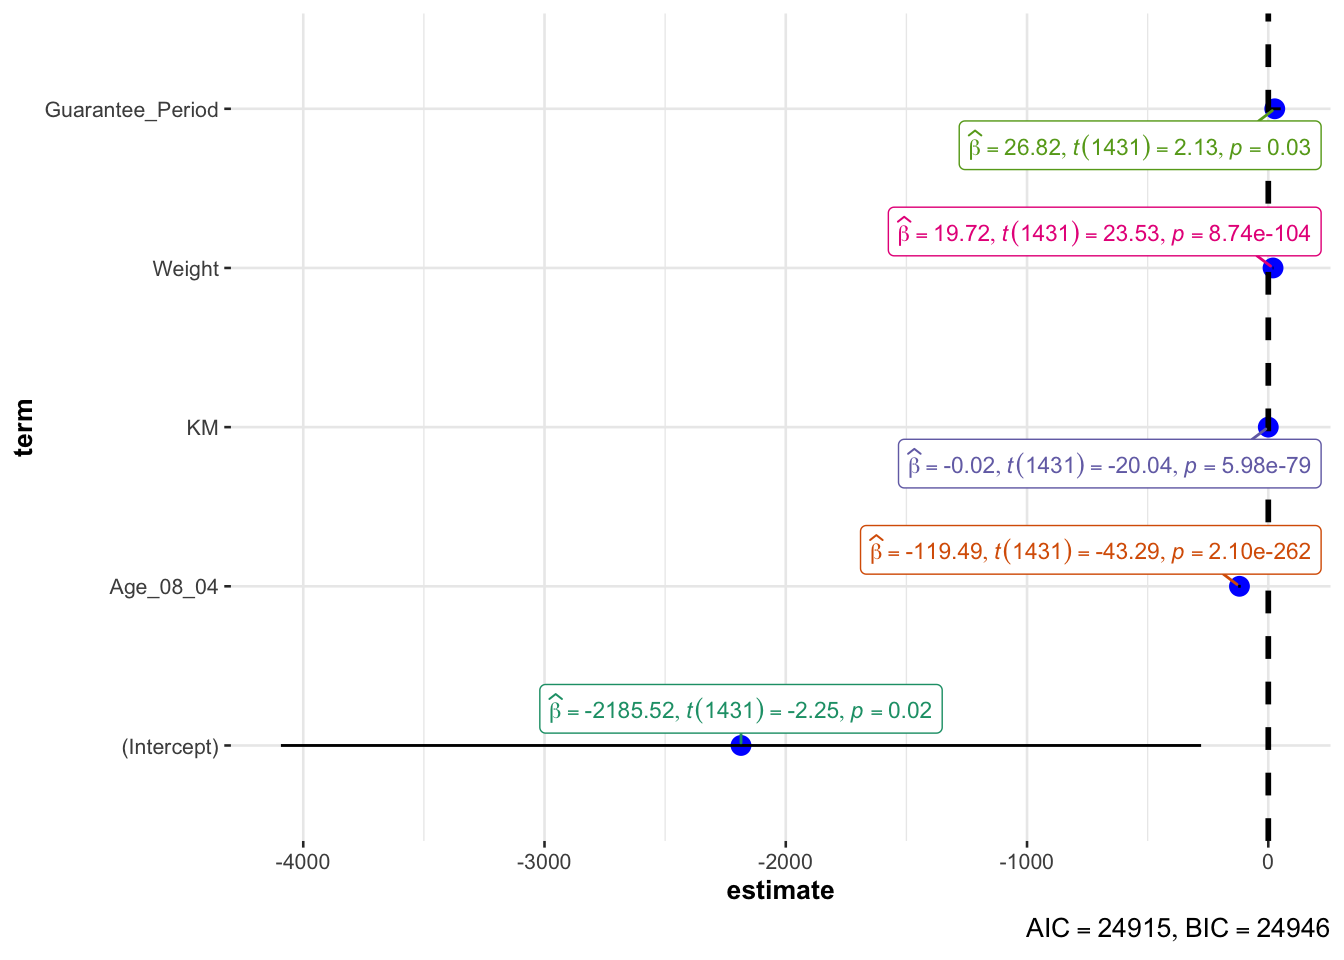 Guarantee_Period
β̂ = 26.82, t(1431) = 2.13, p = 0.03
β̂ = 19.72, t(1431) = 23.53, p = 8.74e-104
Weight
term
KM
β̂ = -0.02, t(1431) = -20.04, p = 5.98e-79
β̂ = -119.49, t(1431) = -43.29, p = 2.10e-262
Age_08_04
β̂ = -2185.52, t(1431) = -2.25, p = 0.02
(Intercept)
-4000 -3000 -2000 -1000 0
estimate
AIC = 24915, BIC = 24946